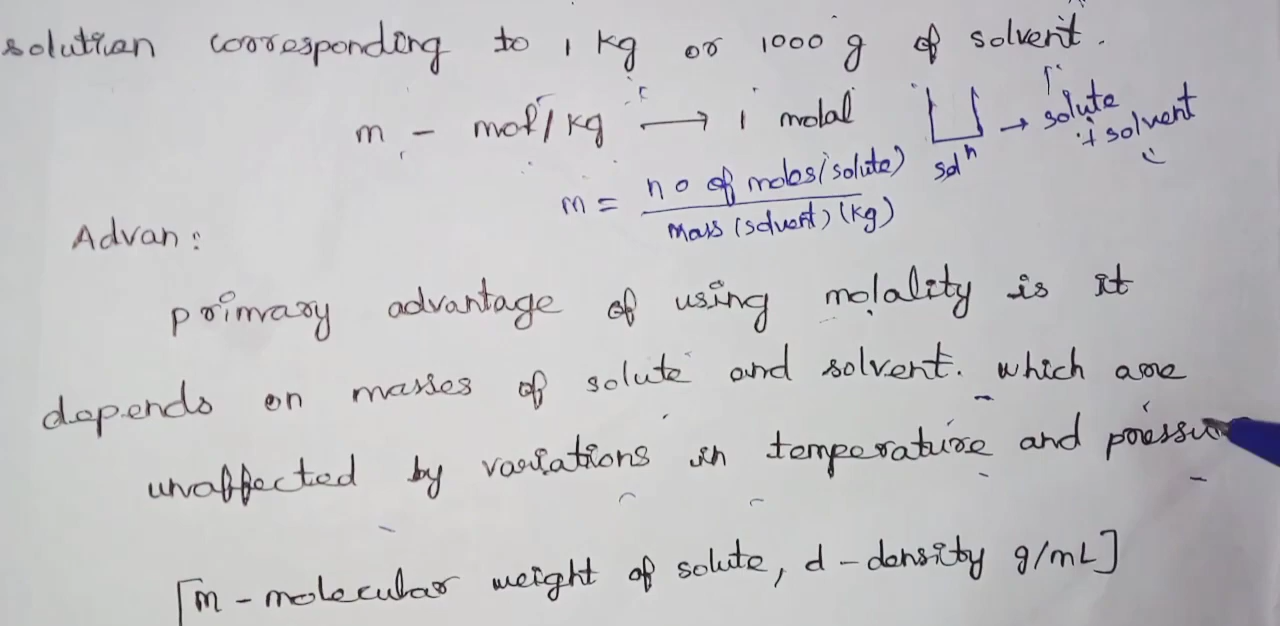 solution corresponding to 1 kg or 1000 g of solvent.
m - mol/kg → 1 molal
soln → solute + solvent
m = no of moles (solute) / mass (solvent) (kg)
Advan:
primary advantage of using molality is it
depends on masses of solute and solvent. which are
unaffected by variations in temperature and
[m - molecular weight of solute, d - density g/mL]